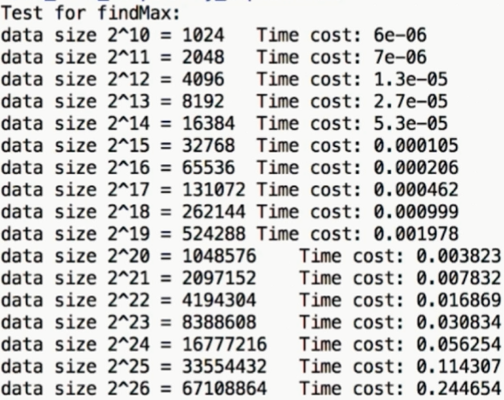 Test for findMax:
data size 2^10 = 1024   Time cost: 6e-06
data size 2^11 = 2048   Time cost: 7e-06
data size 2^12 = 4096   Time cost: 1.3e-05
data size 2^13 = 8192   Time cost: 2.7e-05
data size 2^14 = 16384  Time cost: 5.3e-05
data size 2^15 = 32768  Time cost: 0.000105
data size 2^16 = 65536  Time cost: 0.000206
data size 2^17 = 131072 Time cost: 0.000462
data size 2^18 = 262144 Time cost: 0.000999
data size 2^19 = 524288 Time cost: 0.001978
data size 2^20 = 1048576    Time cost: 0.003823
data size 2^21 = 2097152    Time cost: 0.007832
data size 2^22 = 4194304    Time cost: 0.016869
data size 2^23 = 8388608    Time cost: 0.030834
data size 2^24 = 16777216   Time cost: 0.056254
data size 2^25 = 33554432   Time cost: 0.114307
data size 2^26 = 67108864   Time cost: 0.244654